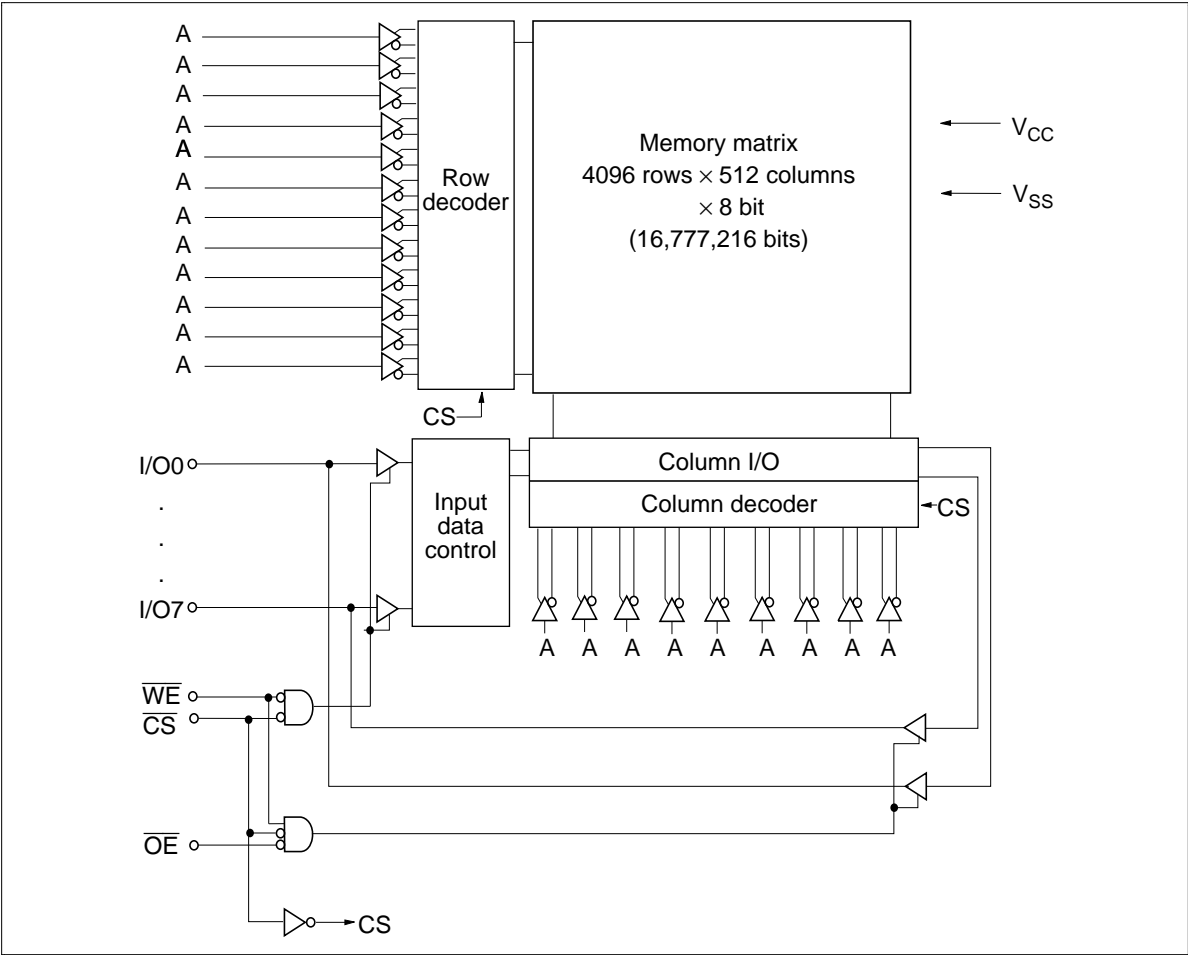 A
A
A
A
A
A
A
A
A
A
A
A
Row
decoder
Memory matrix
4096 rows × 512 columns
× 8 bit
(16,777,216 bits)
VCC
VSS
CS
I/O0
.
.
.
I/O7
Input
data
control
Column I/O
Column decoder
CS
A A A A A A A A A
WE
CS
OE
CS